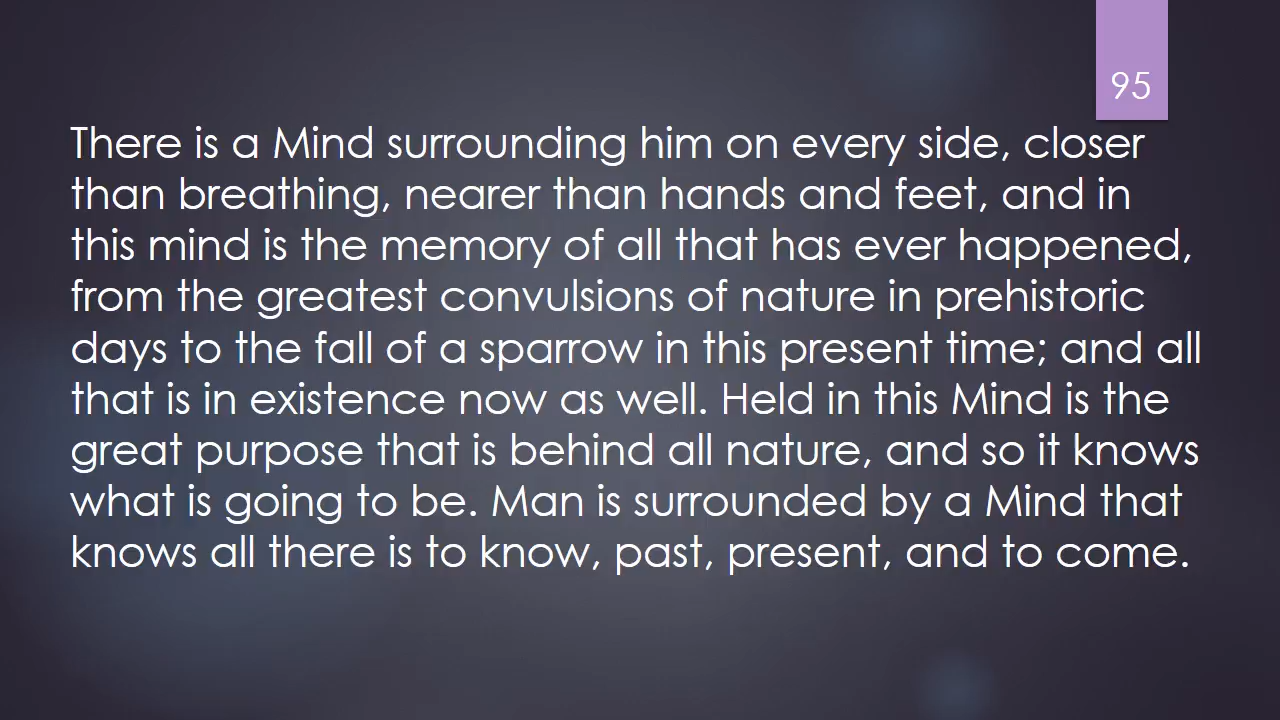 95
There is a Mind surrounding him on every side, closer
than breathing, nearer than hands and feet, and in
this mind is the memory of all that has ever happened,
from the greatest convulsions of nature in prehistoric
days to the fall of a sparrow in this present time; and all
that is in existence now as well. Held in this Mind is the
great purpose that is behind all nature, and so it knows
what is going to be. Man is surrounded by a Mind that
knows all there is to know, past, present, and to come.